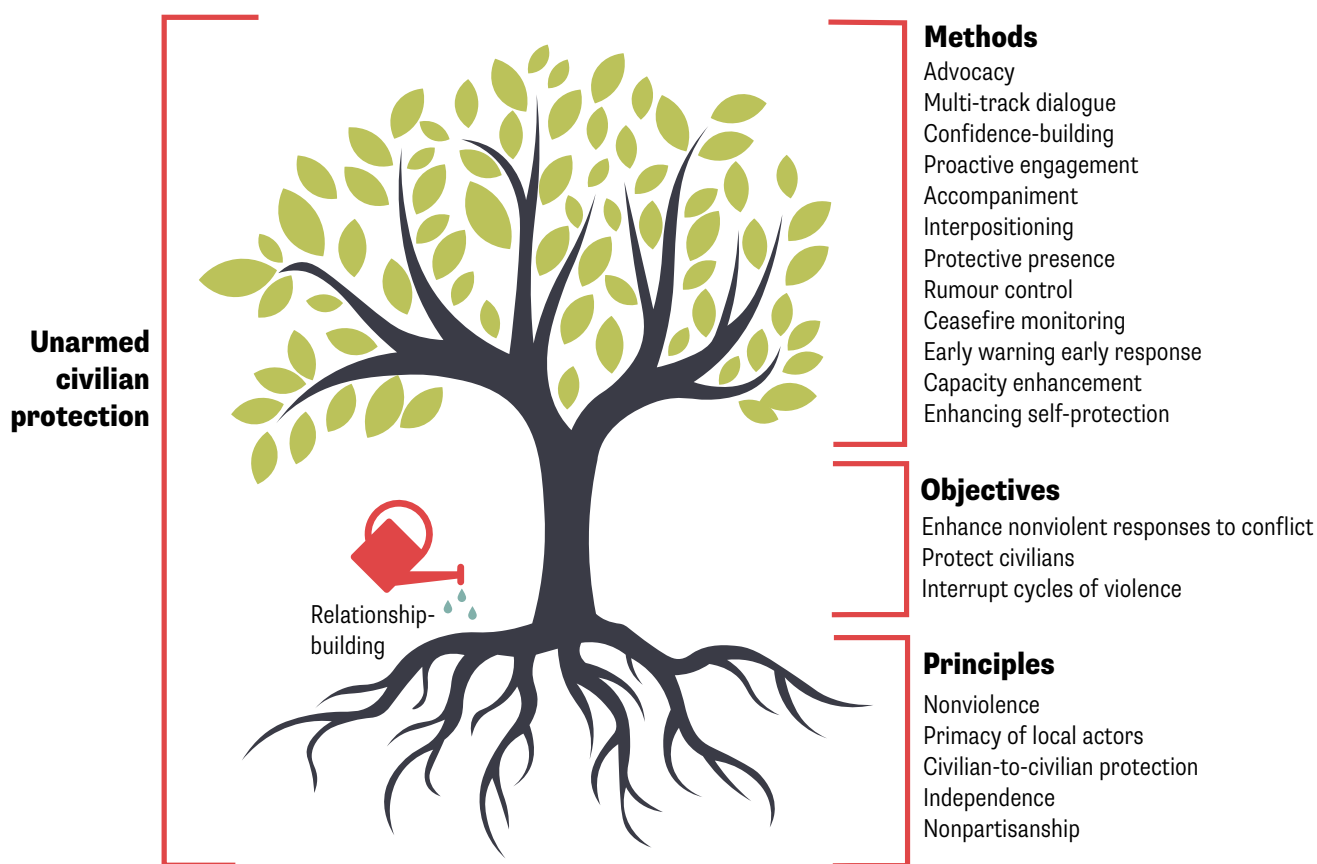 Unarmed
civilian
protection
Relationship-
building
Methods
Advocacy
Multi-track dialogue
Confidence-building
Proactive engagement
Accompaniment
Interpositioning
Protective presence
Rumour control
Ceasefire monitoring
Early warning early response
Capacity enhancement
Enhancing self-protection
Objectives
Enhance nonviolent responses to conflict
Protect civilians
Interrupt cycles of violence
Principles
Nonviolence
Primacy of local actors
Civilian-to-civilian protection
Independence
Nonpartisanship